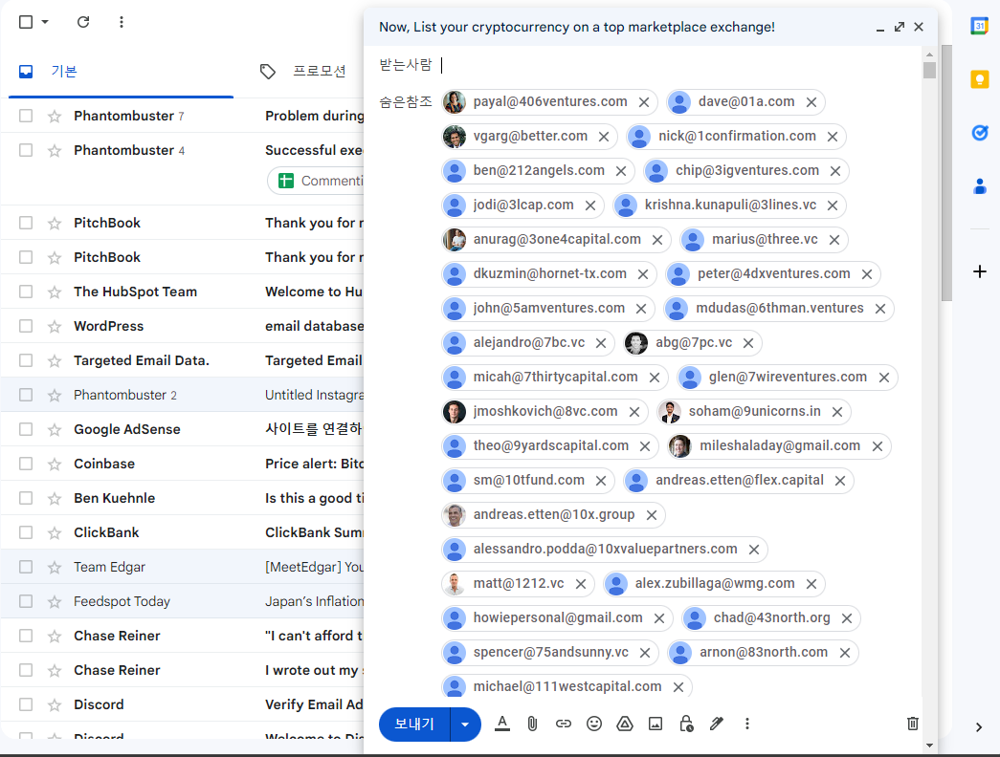 Now, List your cryptocurrency on a top marketplace exchange!
31
기본
프로모션
받는사람
숨은참조
payal@406ventures.com
dave@01a.com
vgarg@better.com
nick@1confirmation.com
ben@212angels.com
chip@3igventures.com
jodi@3lcap.com
krishna.kunapuli@3lines.vc
anurag@3one4capital.com
marius@three.vc
dkuzmin@hornet-tx.com
peter@4dxventures.com
john@5amventures.com
mdudas@6thman.ventures
alejandro@7bc.vc
abg@7pc.vc
micah@7thirtycapital.com
glen@7wireventures.com
jmoshkovich@8vc.com
soham@9unicorns.in
theo@9yardscapital.com
mileshaladay@gmail.com
sm@10tfund.com
andreas.etten@flex.capital
andreas.etten@10x.group
alessandro.podda@10xvaluepartners.com
matt@1212.vc
alex.zubillaga@wmg.com
howiepersonal@gmail.com
chad@43north.org
spencer@75andsunny.vc
arnon@83north.com
michael@111westcapital.com
보내기
Phantombuster 7
Problem during
Phantombuster 4
Successful exe
Commenti
PitchBook
Thank you for r
PitchBook
Thank you for r
The HubSpot Team
Welcome to Hu
WordPress
email database
Targeted Email Data.
Targeted Email
Phantombuster 2
Untitled Instagra
Google AdSense
사이트를 연결하
Coinbase
Price alert: Bitc
Ben Kuehnle
Is this a good ti
ClickBank
ClickBank Sum
Team Edgar
[MeetEdgar] You
Feedspot Today
Japan's Inflation
Chase Reiner
"I can't afford t
Chase Reiner
I wrote out my s
Discord
Verify Email Ad
Discord
Welcome to Dis